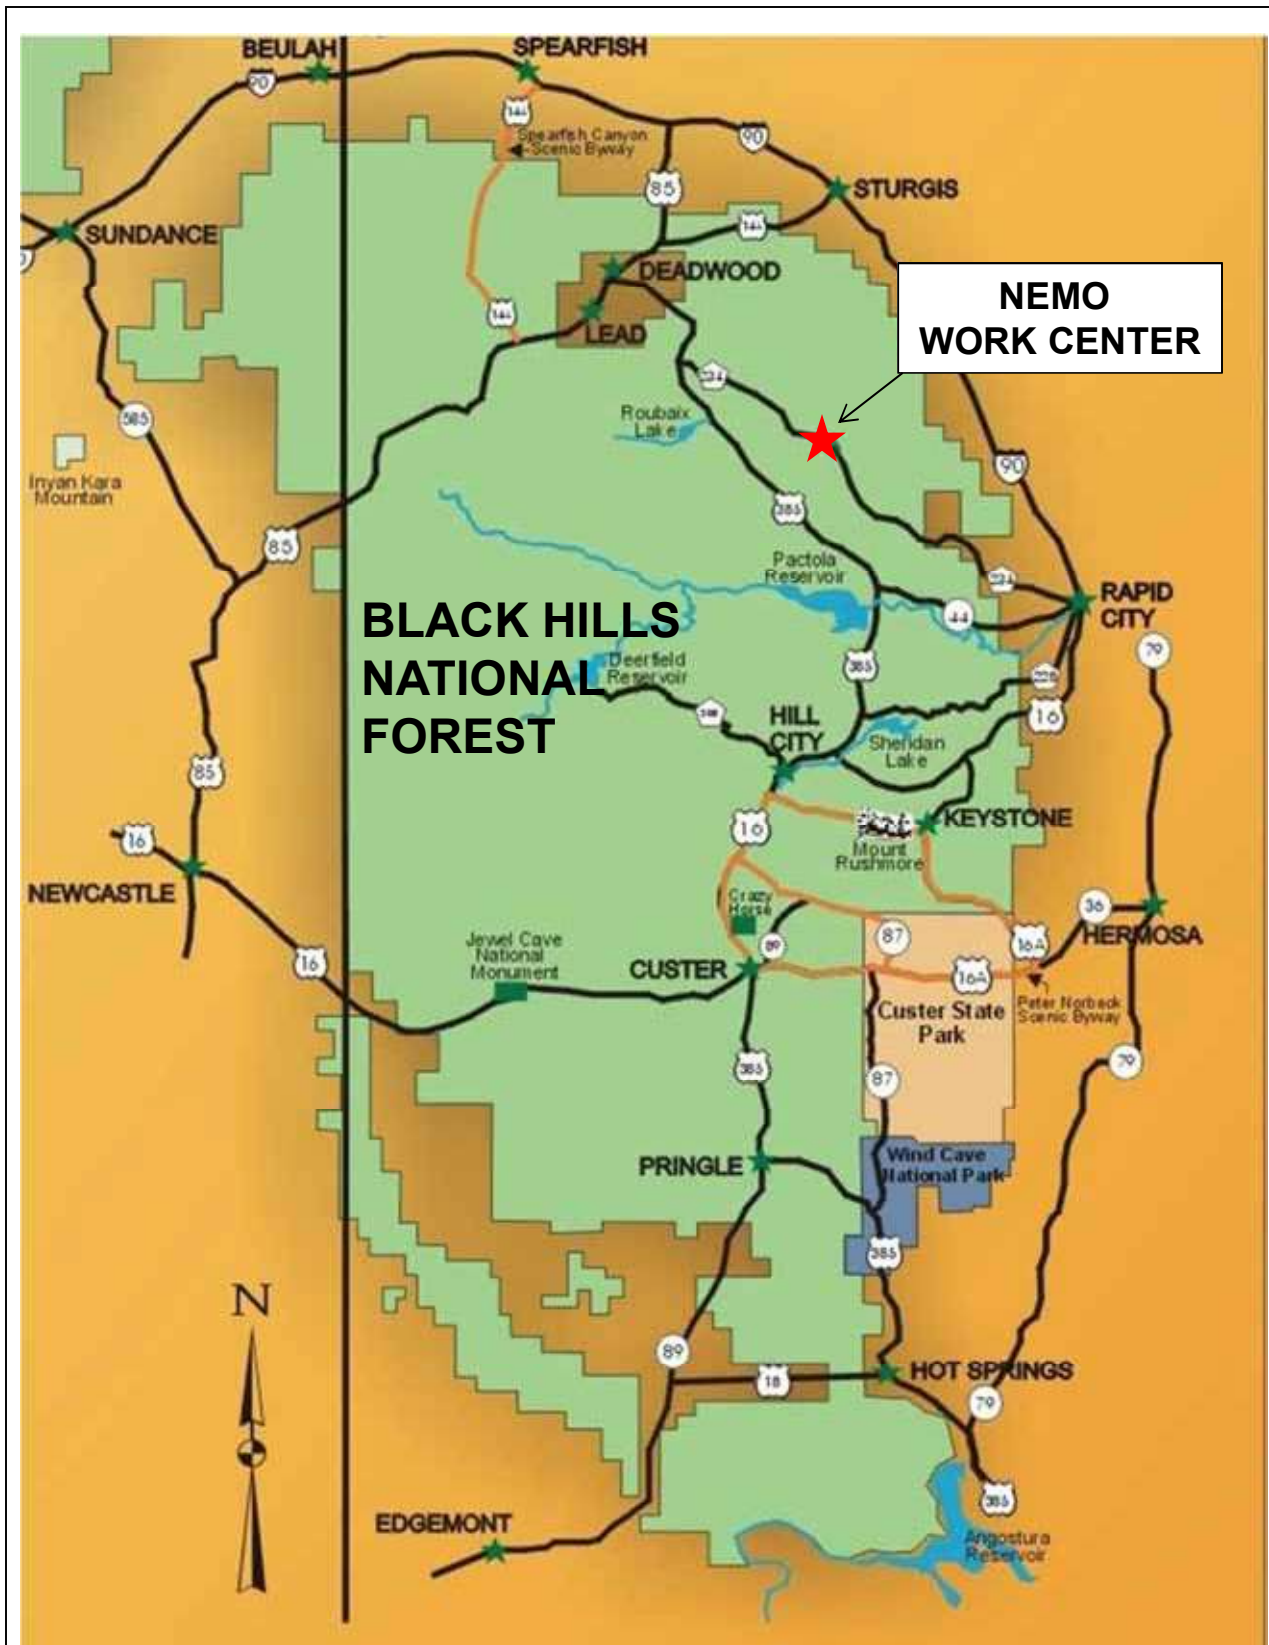 BEULAH
SPEARFISH
90
14A
Spearfish Canyon
Scenic Byway
90
85
STURGIS
SUNDANCE
14A
DEADWOOD
NEMO
WORK CENTER
14A
LEAD
234
585
Roubaix
Lake
Inyan Kara
Mountain
90
385
85
Pactola
Reservoir
234
RAPID
CITY
BLACK HILLS
NATIONAL
FOREST
44
79
Deerfield
Reservoir
385
228
HILL
CITY
16
Sheridan
Lake
85
16
16
KEYSTONE
Mount
Rushmore
NEWCASTLE
Crazy
Horse
36
HERMOSA
Jewel Cave
National
Monument
89
87
16A
16
CUSTER
16A
Peter Norbeck
Scenic Byway
Custer State
Park
79
385
87
PRINGLE
Wind Cave
National Park
385
N
89
18
HOT SPRINGS
79
385
EDGEMONT
Angostura
Reservoir